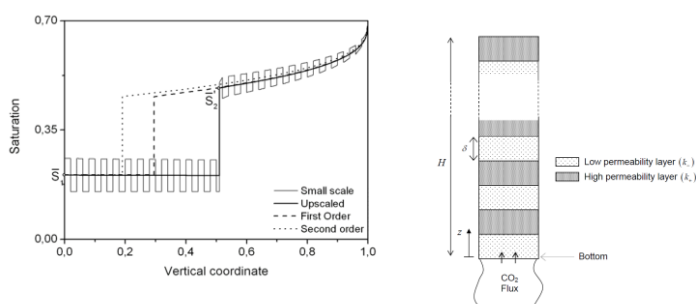 0,70
0,35
0,00
Saturation
S₁
S₂
Small scale
Upscaled
First Order
Second order
0,0 0,2 0,4 0,6 0,8 1,0
Vertical coordinate
H
δ
z
Low permeability layer (k₋)
High permeability layer (k₊)
Bottom
CO₂
Flux